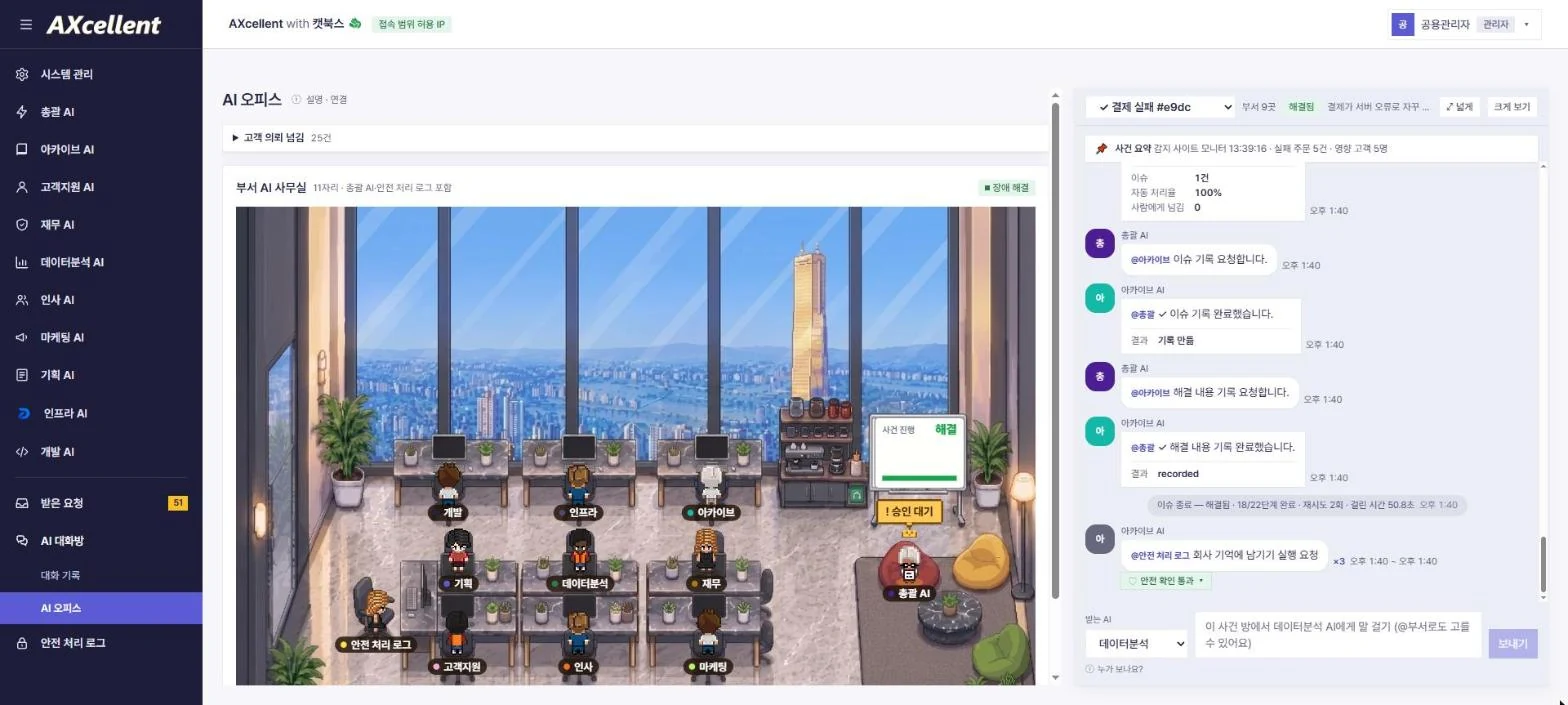 AXcellent
시스템 관리
총괄 AI
아카이브 AI
고객지원 AI
재무 AI
데이터분석 AI
인사 AI
마케팅 AI
기획 AI
인프라 AI
개발 AI
받은 요청 51
AI 대화방
대화 기록
AI 오피스
안전 처리 로그
AXcellent with 캣북스 접속 범위 허용 IP
공 공용관리자 관리자
AI 오피스 설명 · 연결
고객 의뢰 넘김 25건
부서 AI 사무실 11자리 · 총괄 AI·안전 처리 로그 포함
장애 해결
사건 진행 해결
! 승인 대기
개발
인프라
아카이브
기획
데이터분석
재무
총괄 AI
안전 처리 로그
고객지원
인사
마케팅
✓ 결제 실패 #e9dc 부서 9곳 해결됨 결제가 서버 오류로 자꾸 ... 넓게 크게 보기
사건 요약 감지 사이트 모니터 13:39:16 · 실패 주문 5건 · 영향 고객 5명
이슈 1건
자동 처리율 100%
사람에게 넘김 0
오후 1:40
총괄 AI
총
@아카이브 이슈 기록 요청합니다. 오후 1:40
아카이브 AI
아
@총괄 ✓ 이슈 기록 완료했습니다.
결과 기록 만듦
오후 1:40
총괄 AI
총
@아카이브 해결 내용 기록 요청합니다. 오후 1:40
아카이브 AI
아
@총괄 ✓ 해결 내용 기록 완료했습니다.
결과 recorded
오후 1:40
이슈 종료 — 해결됨 · 18/22단계 완료 · 재시도 2회 · 걸린 시간 50.8초 오후 1:40
아카이브 AI
아
@안전 처리 로그 회사 기억에 남기기 실행 요청 ×3 오후 1:40 ~ 오후 1:40
안전 확인 통과
받는 AI
데이터분석
이 사건 방에서 데이터분석 AI에게 말 걸기 (@부서로도 고를
수 있어요)
보내기
누가 보나요?